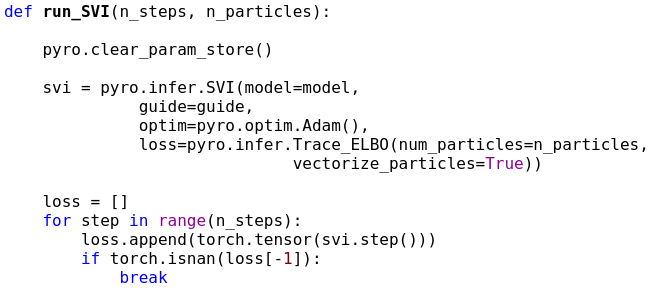 def run_SVI(n_steps, n_particles):
    pyro.clear_param_store()
    svi = pyro.infer.SVI(model=model,
              guide=guide,
              optim=pyro.optim.Adam(),
              loss=pyro.infer.Trace_ELBO(num_particles=n_particles,
                              vectorize_particles=True))
    loss = []
    for step in range(n_steps):
        loss.append(torch.tensor(svi.step()))
        if torch.isnan(loss[-1]):
            break